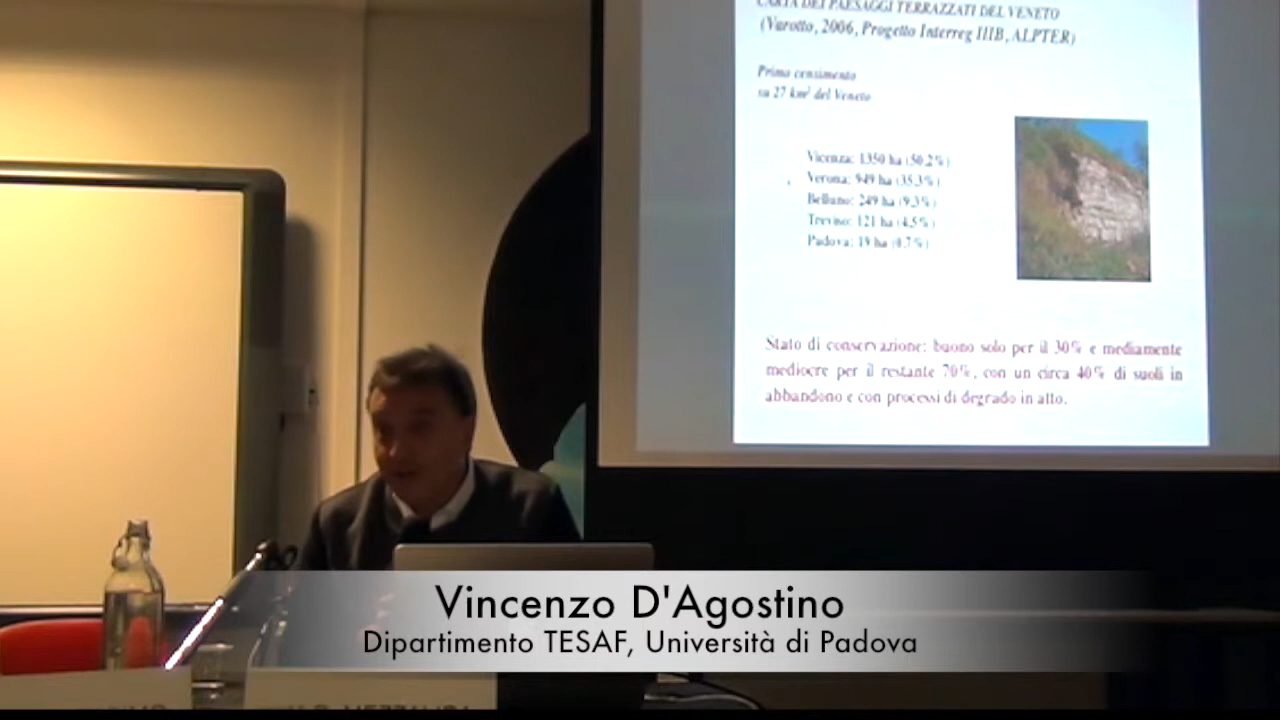 CARTA DEI PAESAGGI TERRAZZATI DEL VENETO
(Varotto, 2006, Progetto Interreg IIIB, ALPTER)
Primo censimento
su 27 km² del Veneto
Vicenza: 1350 ha (50.2%)
Verona: 949 ha (35.3%)
Belluno: 249 ha (9.3%)
Treviso: 121 ha (4.5%)
Padova: 19 ha (0.7%)
Stato di conservazione: buono solo per il 30% e mediamente
mediocre per il restante 70%, con un circa 40% di suoli in
abbandono e con processi di degrado in atto.
Vincenzo D'Agostino
Dipartimento TESAF, Università di Padova